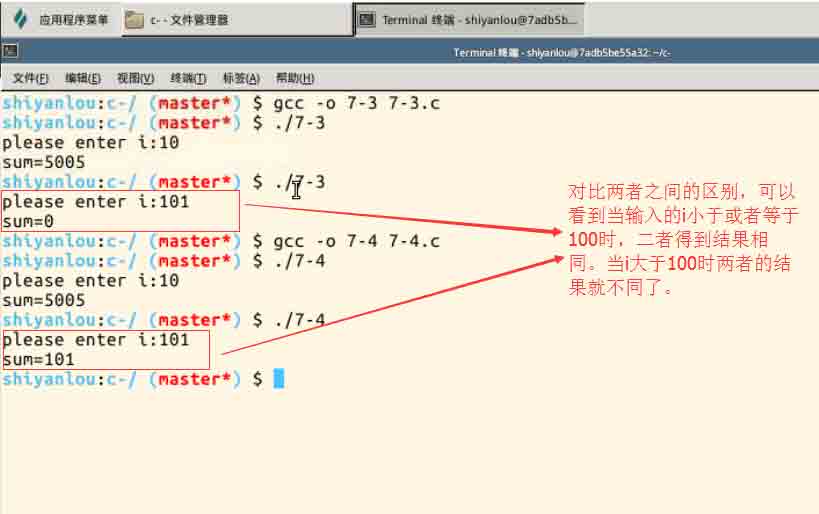 应用程序菜单 c- - 文件管理器 Terminal 终端 - shiyanlou@7adb5b...
Terminal 终端 - shiyanlou@7adb5be55a32: ~/c-
文件(F) 编辑(E) 视图(V) 终端(T) 标签(A) 帮助(H)
shiyanlou:c-/ (master*) $ gcc -o 7-3 7-3.c
shiyanlou:c-/ (master*) $ ./7-3
please enter i:10
sum=5005
shiyanlou:c-/ (master*) $ ./7-3
please enter i:101
sum=0
shiyanlou:c-/ (master*) $ gcc -o 7-4 7-4.c
shiyanlou:c-/ (master*) $ ./7-4
please enter i:10
sum=5005
shiyanlou:c-/ (master*) $ ./7-4
please enter i:101
sum=101
shiyanlou:c-/ (master*) $
对比两者之间的区别，可以
看到当输入的i小于或者等于
100时，二者得到结果相
同。当i大于100时两者的结
果就不同了。